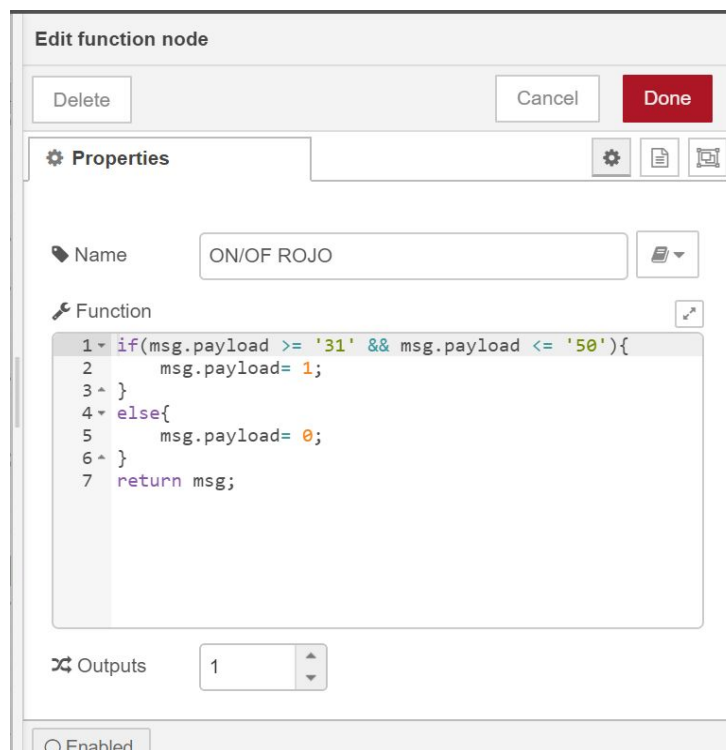 Edit function node
Delete Cancel Done
Properties
Name ON/OF ROJO
Function
1 if(msg.payload >= '31' && msg.payload <= '50'){
2     msg.payload= 1;
3 }
4 else{
5     msg.payload= 0;
6 }
7 return msg;
Outputs 1
Enabled